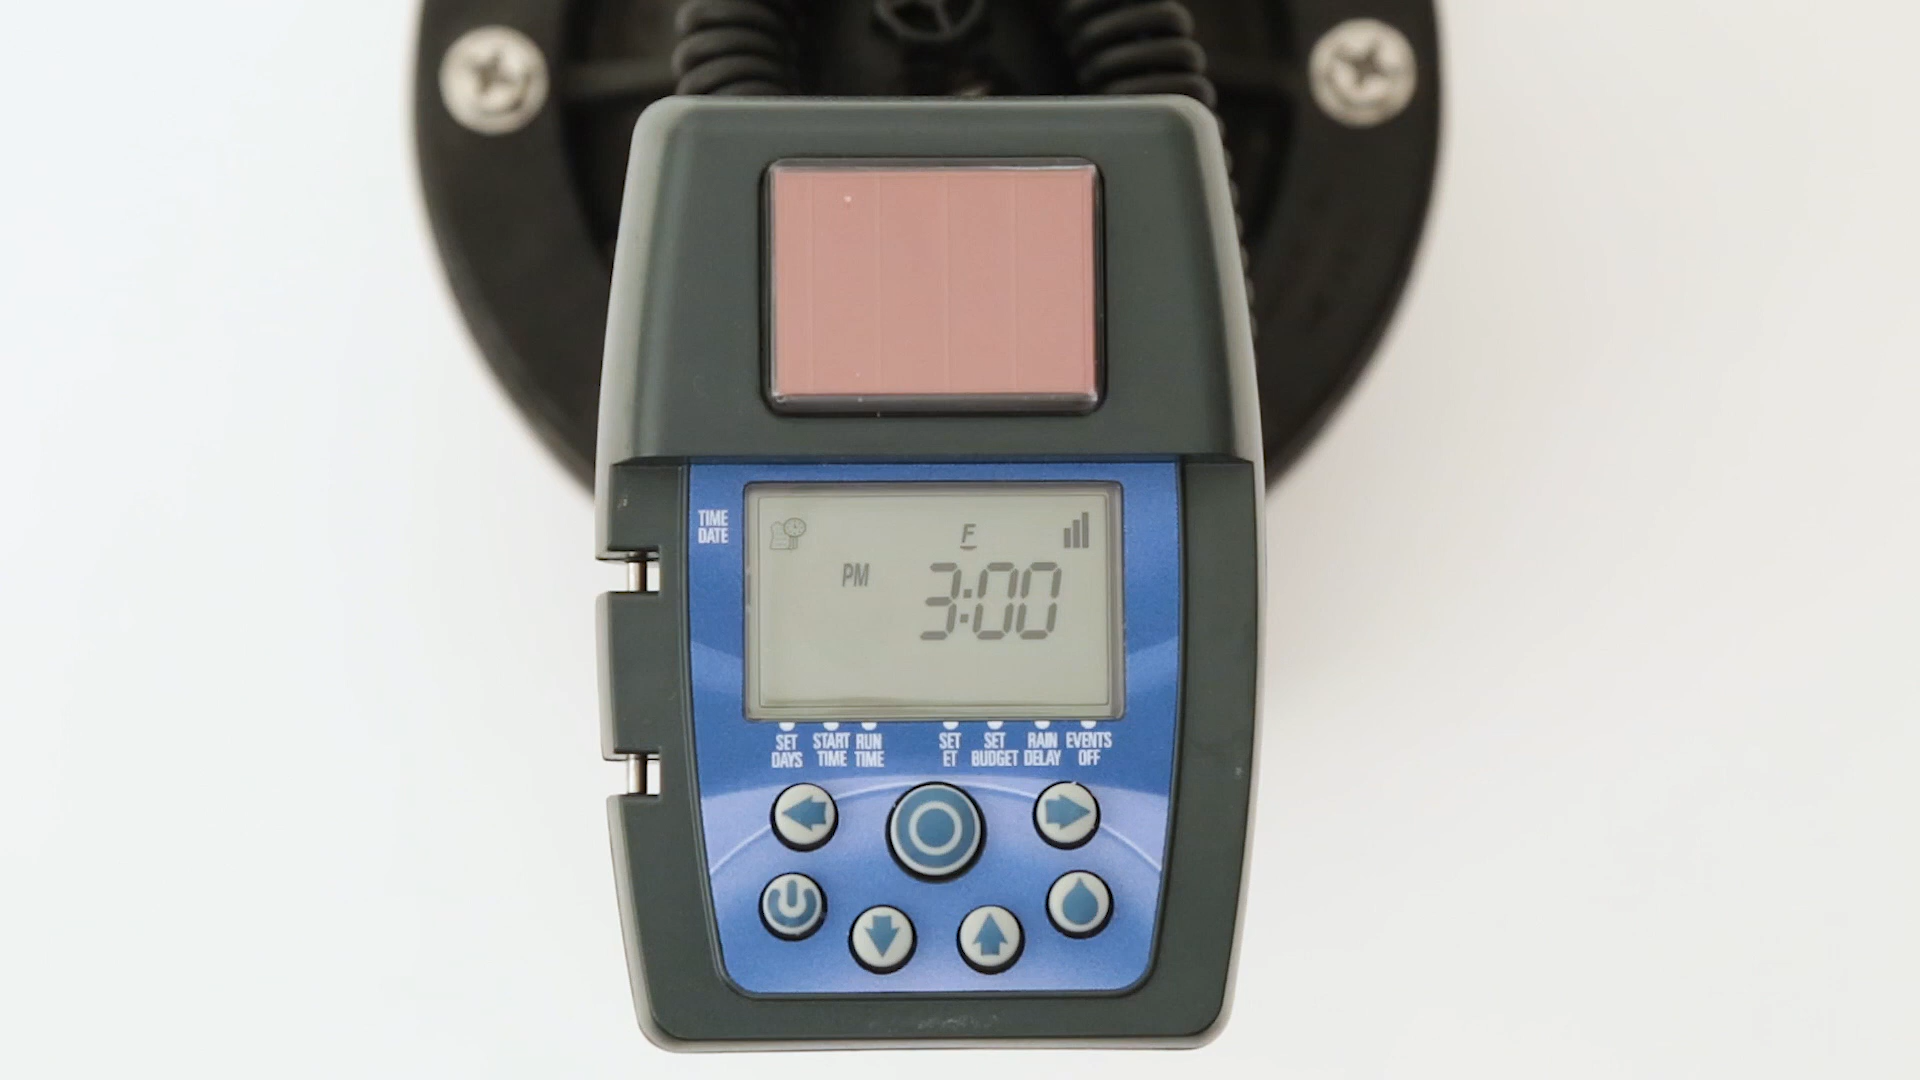 TIME
DATE
F
PM 3:00
SET
DAYS
START
TIME
RUN
TIME
SET
ET
SET
BUDGET
RAIN
DELAY
EVENTS
OFF